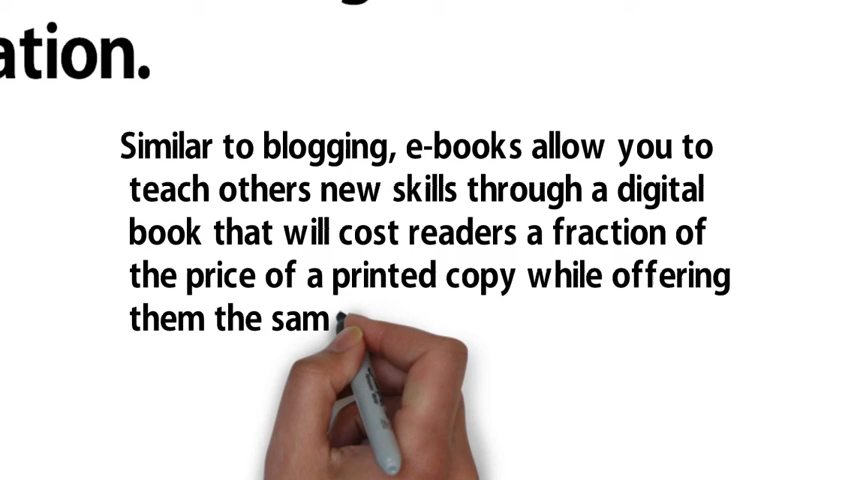 ation.
Similar to blogging, e-books allow you to
teach others new skills through a digital
book that will cost readers a fraction of
the price of a printed copy while offering
them the sam